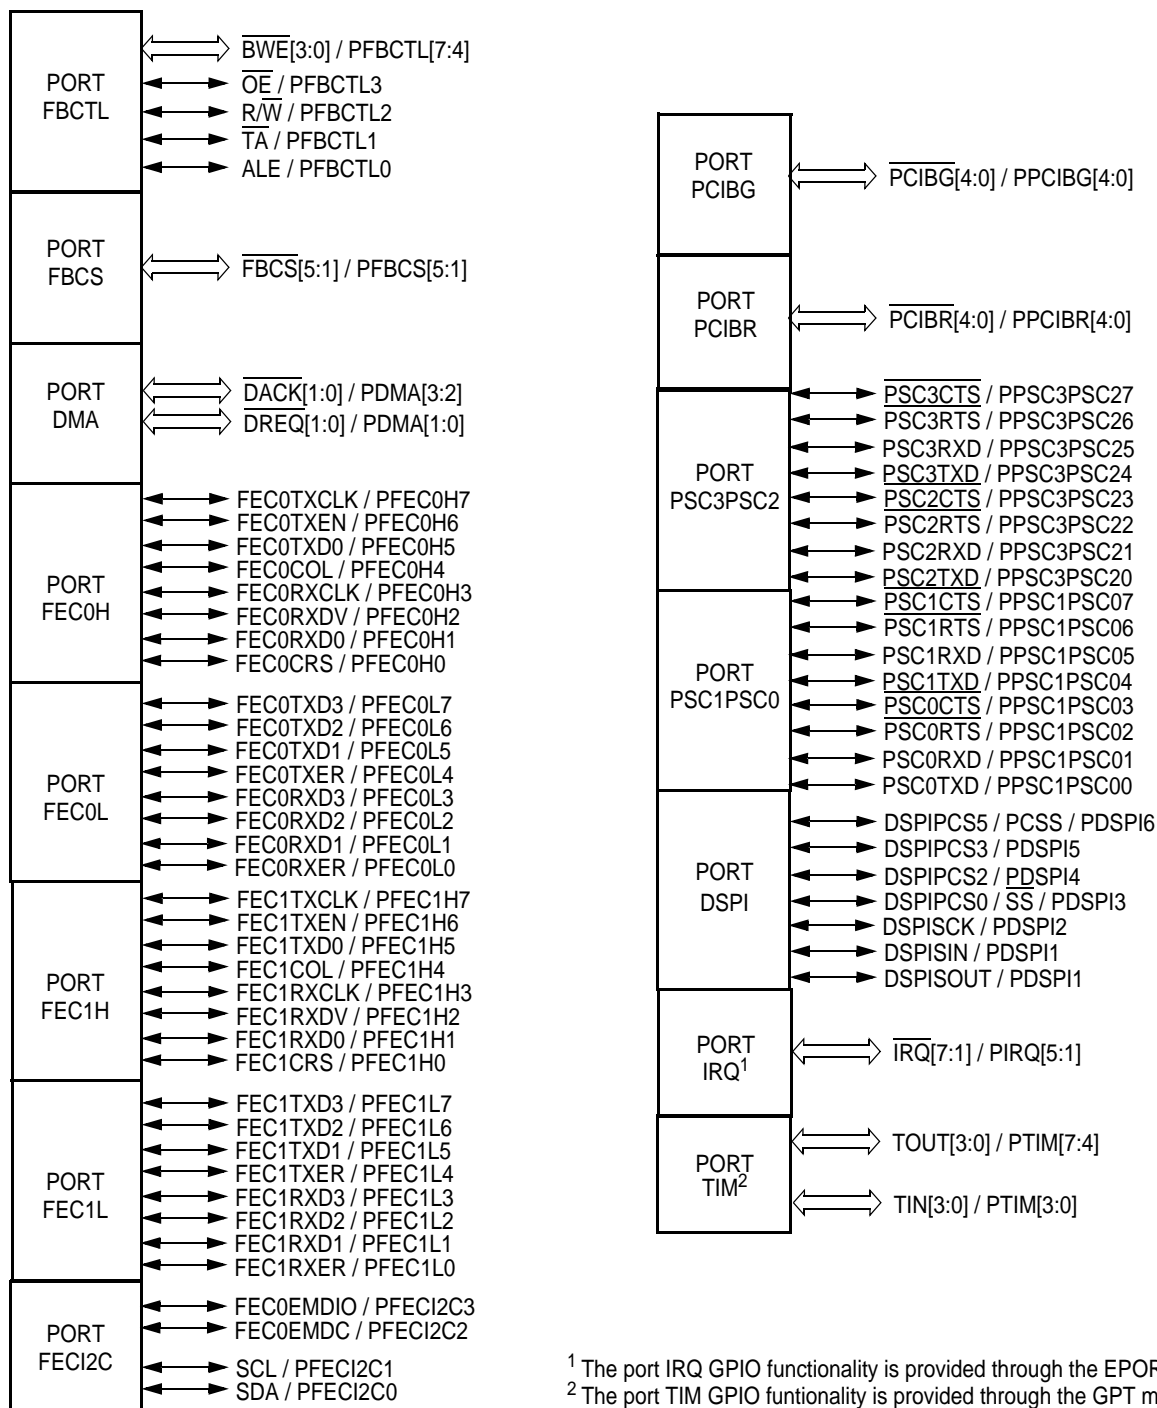 PORT
FBCTL
BWE[3:0] / PFBCTL[7:4]
OE / PFBCTL3
R/W / PFBCTL2
TA / PFBCTL1
ALE / PFBCTL0
PORT
FBCS
FBCS[5:1] / PFBCS[5:1]
PORT
DMA
DACK[1:0] / PDMA[3:2]
DREQ[1:0] / PDMA[1:0]
PORT
FEC0H
FEC0TXCLK / PFEC0H7
FEC0TXEN / PFEC0H6
FEC0TXD0 / PFEC0H5
FEC0COL / PFEC0H4
FEC0RXCLK / PFEC0H3
FEC0RXDV / PFEC0H2
FEC0RXD0 / PFEC0H1
FEC0CRS / PFEC0H0
PORT
FEC0L
FEC0TXD3 / PFEC0L7
FEC0TXD2 / PFEC0L6
FEC0TXD1 / PFEC0L5
FEC0TXER / PFEC0L4
FEC0RXD3 / PFEC0L3
FEC0RXD2 / PFEC0L2
FEC0RXD1 / PFEC0L1
FEC0RXER / PFEC0L0
PORT
FEC1H
FEC1TXCLK / PFEC1H7
FEC1TXEN / PFEC1H6
FEC1TXD0 / PFEC1H5
FEC1COL / PFEC1H4
FEC1RXCLK / PFEC1H3
FEC1RXDV / PFEC1H2
FEC1RXD0 / PFEC1H1
FEC1CRS / PFEC1H0
PORT
FEC1L
FEC1TXD3 / PFEC1L7
FEC1TXD2 / PFEC1L6
FEC1TXD1 / PFEC1L5
FEC1TXER / PFEC1L4
FEC1RXD3 / PFEC1L3
FEC1RXD2 / PFEC1L2
FEC1RXD1 / PFEC1L1
FEC1RXER / PFEC1L0
PORT
FECI2C
FEC0EMDIO / PFECI2C3
FEC0EMDC / PFECI2C2
SCL / PFECI2C1
SDA / PFECI2C0
PORT
PCIBG
PCIBG[4:0] / PPCIBG[4:0]
PORT
PCIBR
PCIBR[4:0] / PPCIBR[4:0]
PORT
PSC3PSC2
PSC3CTS / PPSC3PSC27
PSC3RTS / PPSC3PSC26
PSC3RXD / PPSC3PSC25
PSC3TXD / PPSC3PSC24
PSC2CTS / PPSC3PSC23
PSC2RTS / PPSC3PSC22
PSC2RXD / PPSC3PSC21
PSC2TXD / PPSC3PSC20
PORT
PSC1PSC0
PSC1CTS / PPSC1PSC07
PSC1RTS / PPSC1PSC06
PSC1RXD / PPSC1PSC05
PSC1TXD / PPSC1PSC04
PSC0CTS / PPSC1PSC03
PSC0RTS / PPSC1PSC02
PSC0RXD / PPSC1PSC01
PSC0TXD / PPSC1PSC00
PORT
DSPI
DSPIPCS5 / PCSS / PDSPI6
DSPIPCS3 / PDSPI5
DSPIPCS2 / PDSPI4
DSPIPCS0 / SS / PDSPI3
DSPISCK / PDSPI2
DSPISIN / PDSPI1
DSPISOUT / PDSPI1
PORT
IRQ1
IRQ[7:1] / PIRQ[5:1]
PORT
TIM2
TOUT[3:0] / PTIM[7:4]
TIN[3:0] / PTIM[3:0]
1 The port IRQ GPIO functionality is provided through the
2 The port TIM GPIO funtionality is provided through the GPT